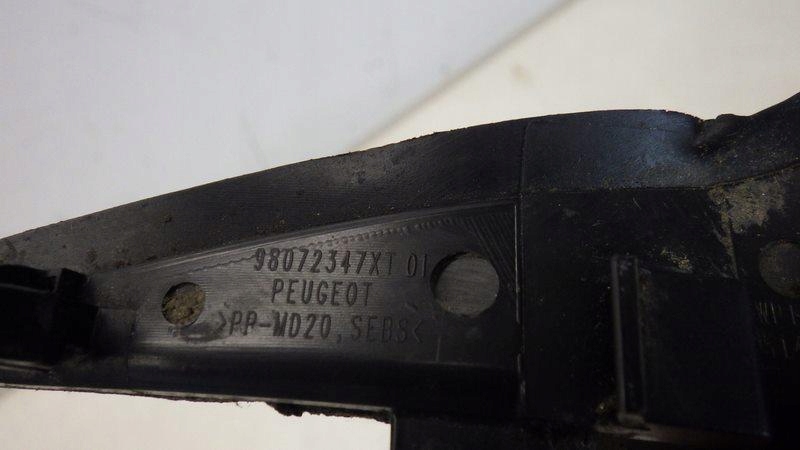 98072347XT 01
PEUGEOT
>PP-MD20, SEBS<